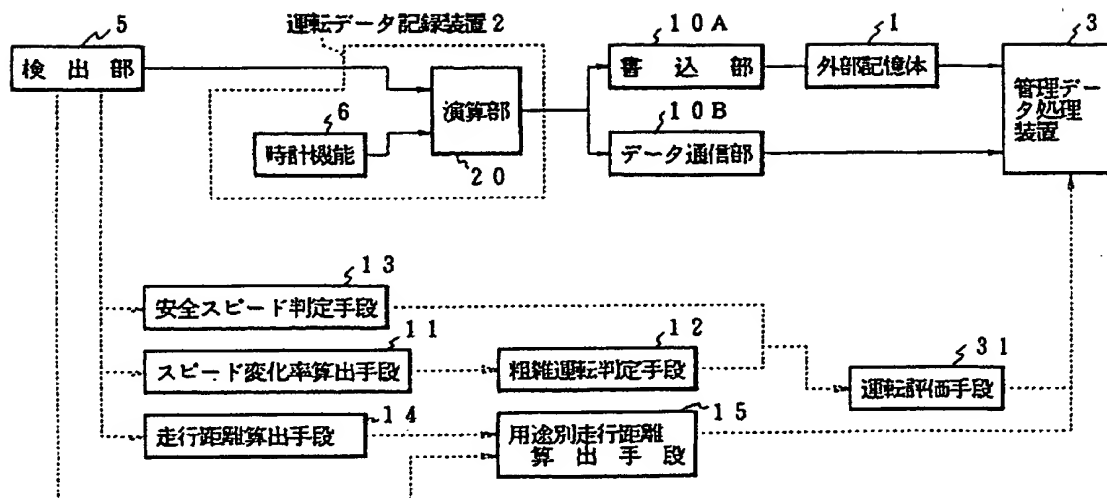 5
運転データ記録装置2
10A
1
3
検出部
書込部
外部記憶体
管理デー
タ処理
装置
演算部
6
時計機能
20
10B
データ通信部
13
安全スピード判定手段
11
スピード変化率算出手段
12
粗雑運転判定手段
31
運転評価手段
14
走行距離算出手段
15
用途別走行距離
算出手段